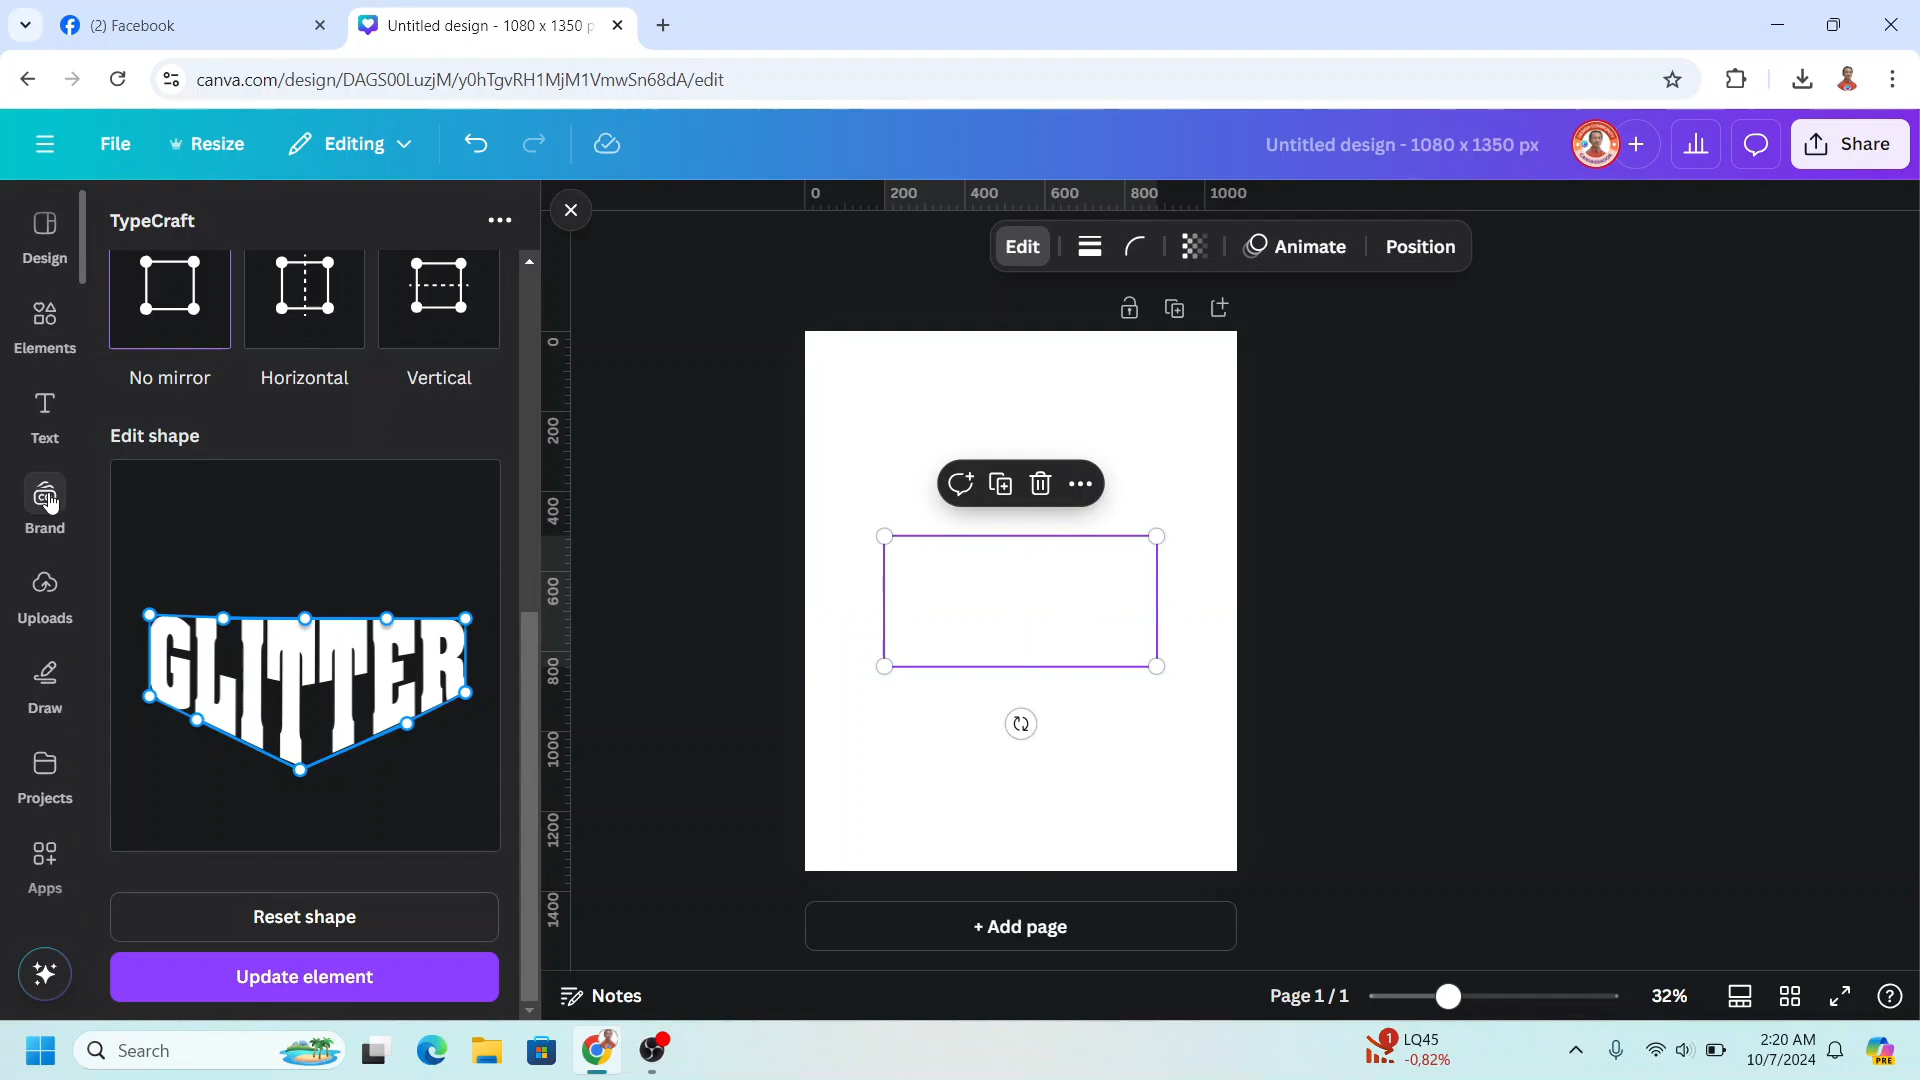 (2) Facebook
Untitled design - 1080 x 1350 p
canva.com/design/DAGS00LuzjM/y0hTgvRH1MjM1VmwSn68dA/edit
File
Resize
Editing
Untitled design - 1080 x 1350 px
Share
Design
Elements
Text
Brand
Uploads
Draw
Projects
Apps
TypeCraft
No mirror
Horizontal
Vertical
Edit shape
GLITTER
Reset shape
Update element
0 200 400 600 800 1000
0
200
400
600
800
1000
1200
1400
Edit
Animate
Position
+ Add page
Notes
Page 1 / 1
32%
Search
1
LQ45
-0,82%
2:20 AM
10/7/2024
PRE